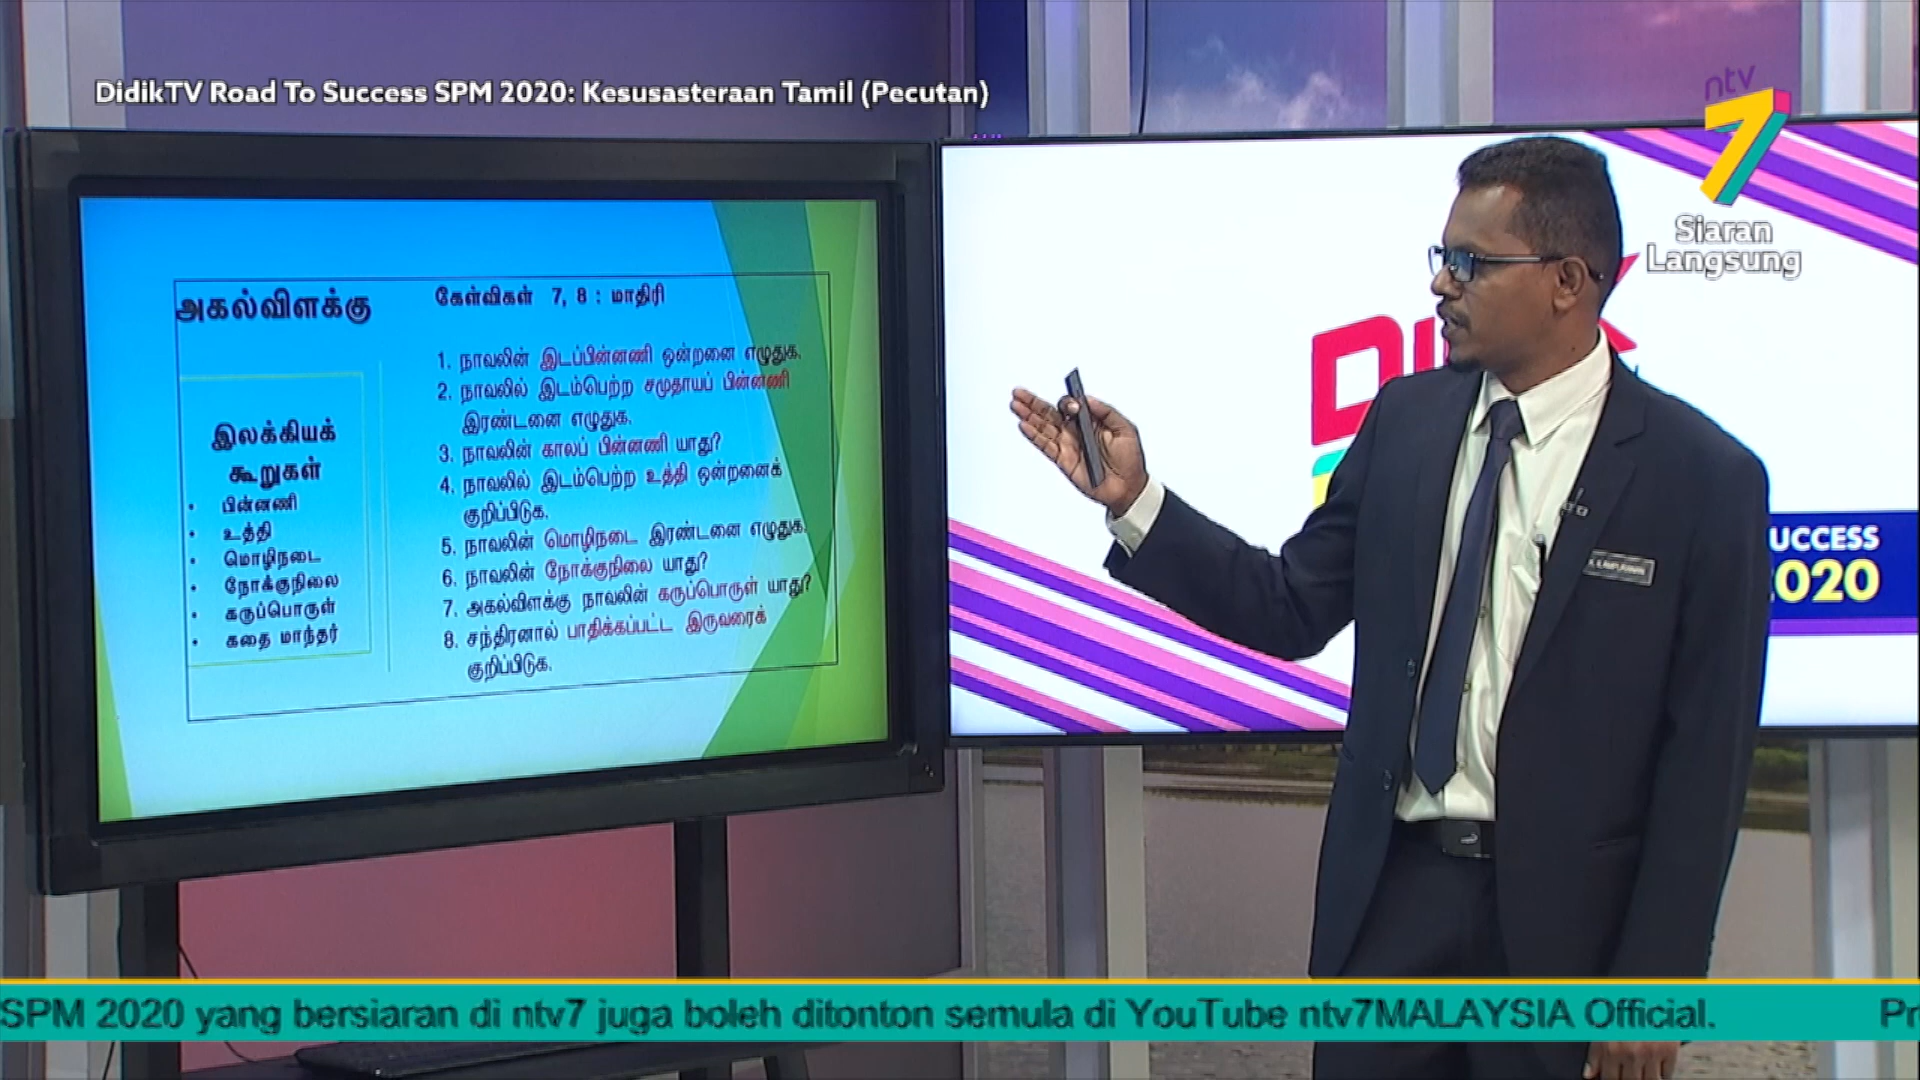 DidikTV Road To Success SPM 2020: Kesusasteraan Tamil (Pecutan)
ntv
7
Siaran
Langsung
அகல்விளக்கு
இலக்கியக்
கூறுகள்
• பின்னணி
• உத்தி
• மொழிநடை
• நோக்குநிலை
• கருப்பொருள்
• கதை மாந்தர்
கேள்விகள் 7, 8 : மாதிரி
1. நாவலின் இடப்பின்னணி ஒன்றனை எழுதுக.
2. நாவலில் இடம்பெற்ற சமுதாயப் பின்னணி
இரண்டனை எழுதுக.
3. நாவலின் காலப் பின்னணி யாது?
4. நாவலில் இடம்பெற்ற உத்தி ஒன்றனைக்
குறிப்பிடுக.
5. நாவலின் மொழிநடை இரண்டனை எழுதுக.
6. நாவலின் நோக்குநிலை யாது?
7. அகல்விளக்கு நாவலின் கருப்பொருள் யாது?
8. சந்திரனால் பாதிக்கப்பட்ட இருவரைக்
குறிப்பிடுக.
UCCESS
2020
SPM 2020 yang bersiaran di ntv7 juga boleh ditonton semula di YouTube ntv7MALAYSIA Official. Pr